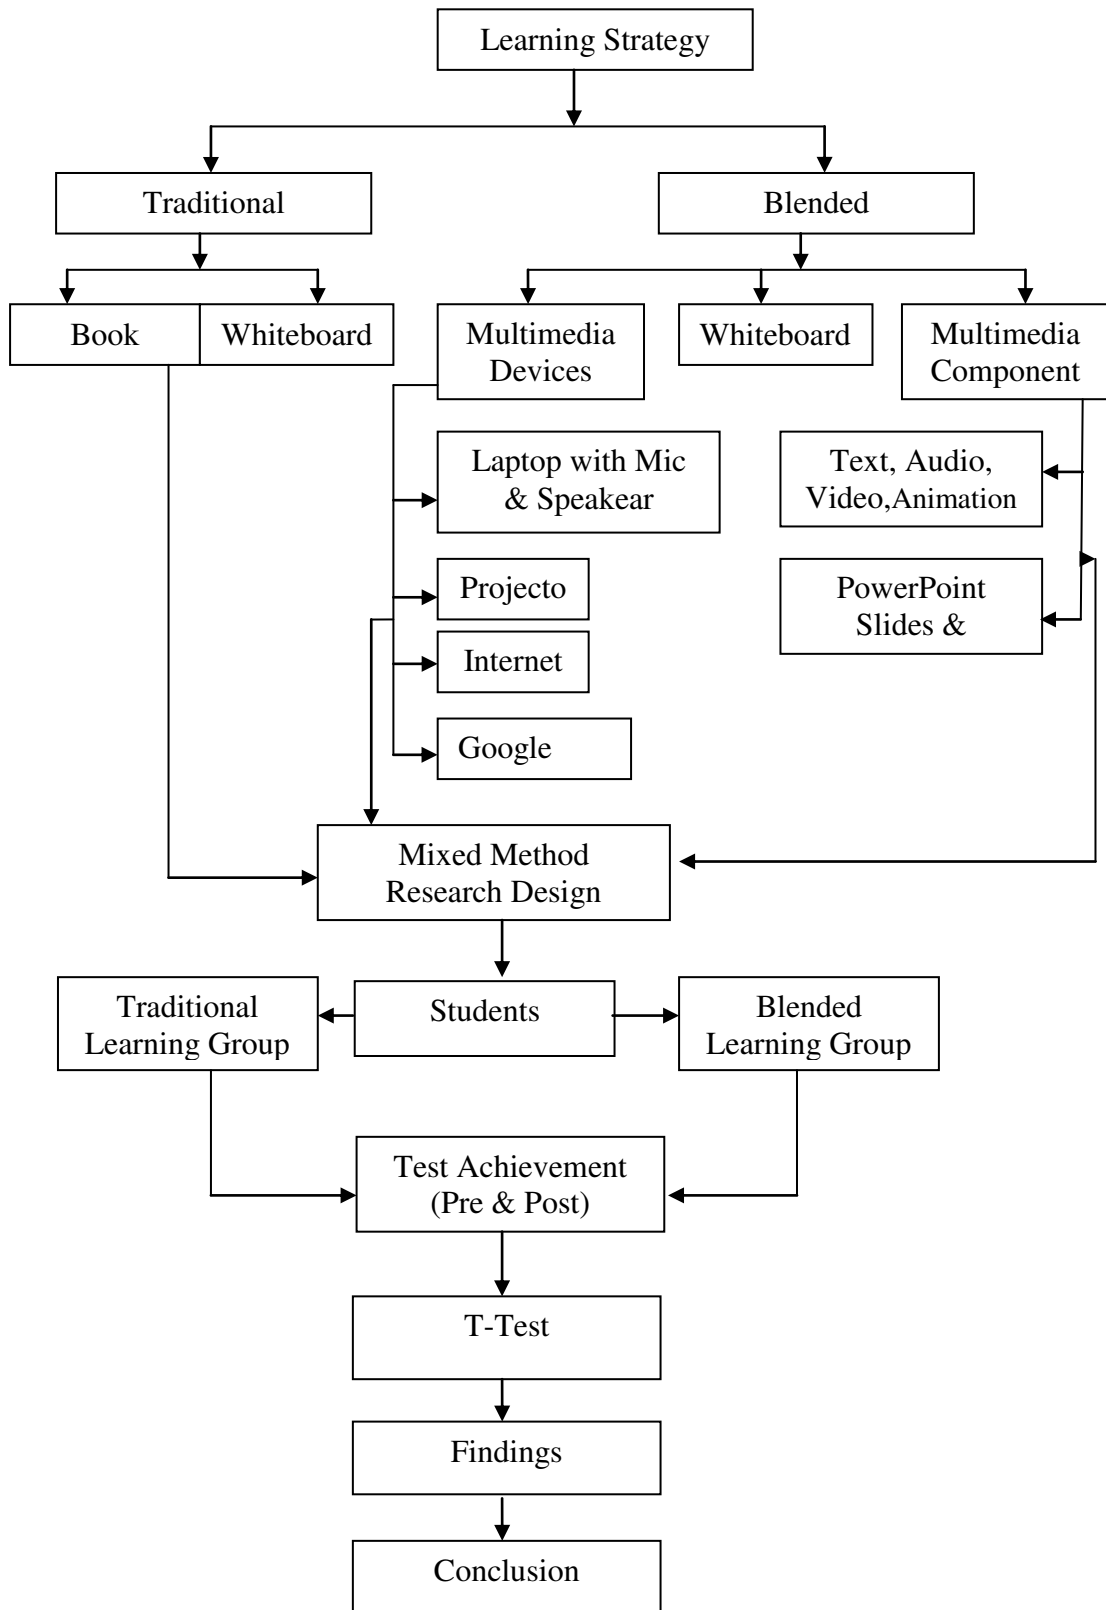 Learning Strategy
Traditional
Blended
Book
Whiteboard
Multimedia
Devices
Whiteboard
Multimedia
Component
Laptop with Mic
& Speakear
Text, Audio,
Video,Animation
Projecto
PowerPoint
Slides &
Internet
Google
Mixed Method
Research Design
Traditional
Learning Group
Students
Blended
Learning Group
Test Achievement
(Pre & Post)
T-Test
Findings
Conclusion